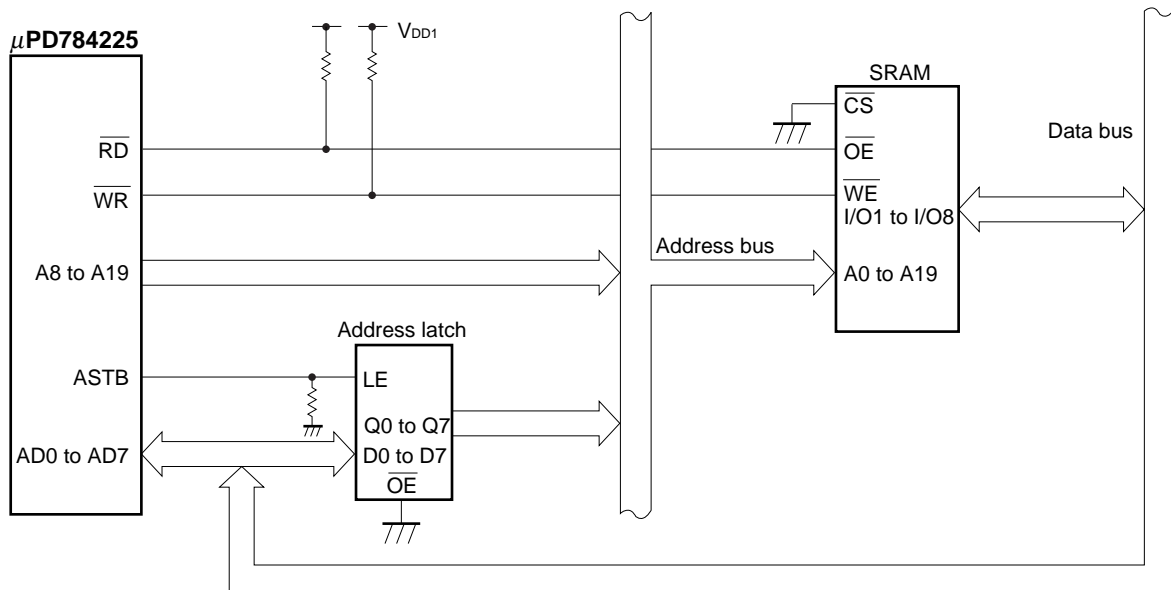 μPD784225
VDD1
SRAM
CS
Data bus
RD
OE
WR
WE
I/O1 to I/O8
Address bus
A8 to A19
A0 to A19
Address latch
ASTB
LE
Q0 to Q7
AD0 to AD7
D0 to D7
OE